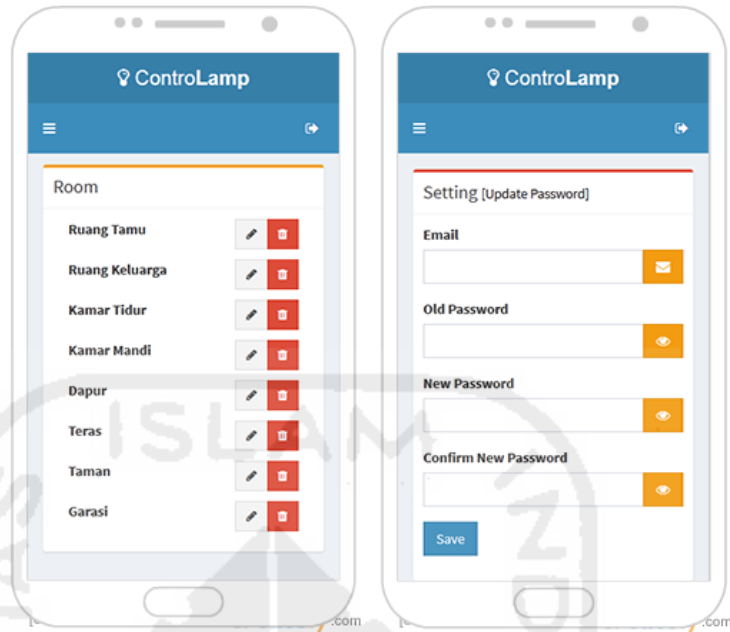 ControLamp
Room
Ruang Tamu
Ruang Keluarga
Kamar Tidur
Kamar Mandi
Dapur
Teras
Taman
Garasi
ControLamp
Setting [Update Password]
Email
Old Password
New Password
Confirm New Password
Save
ISLAM
.com
.com